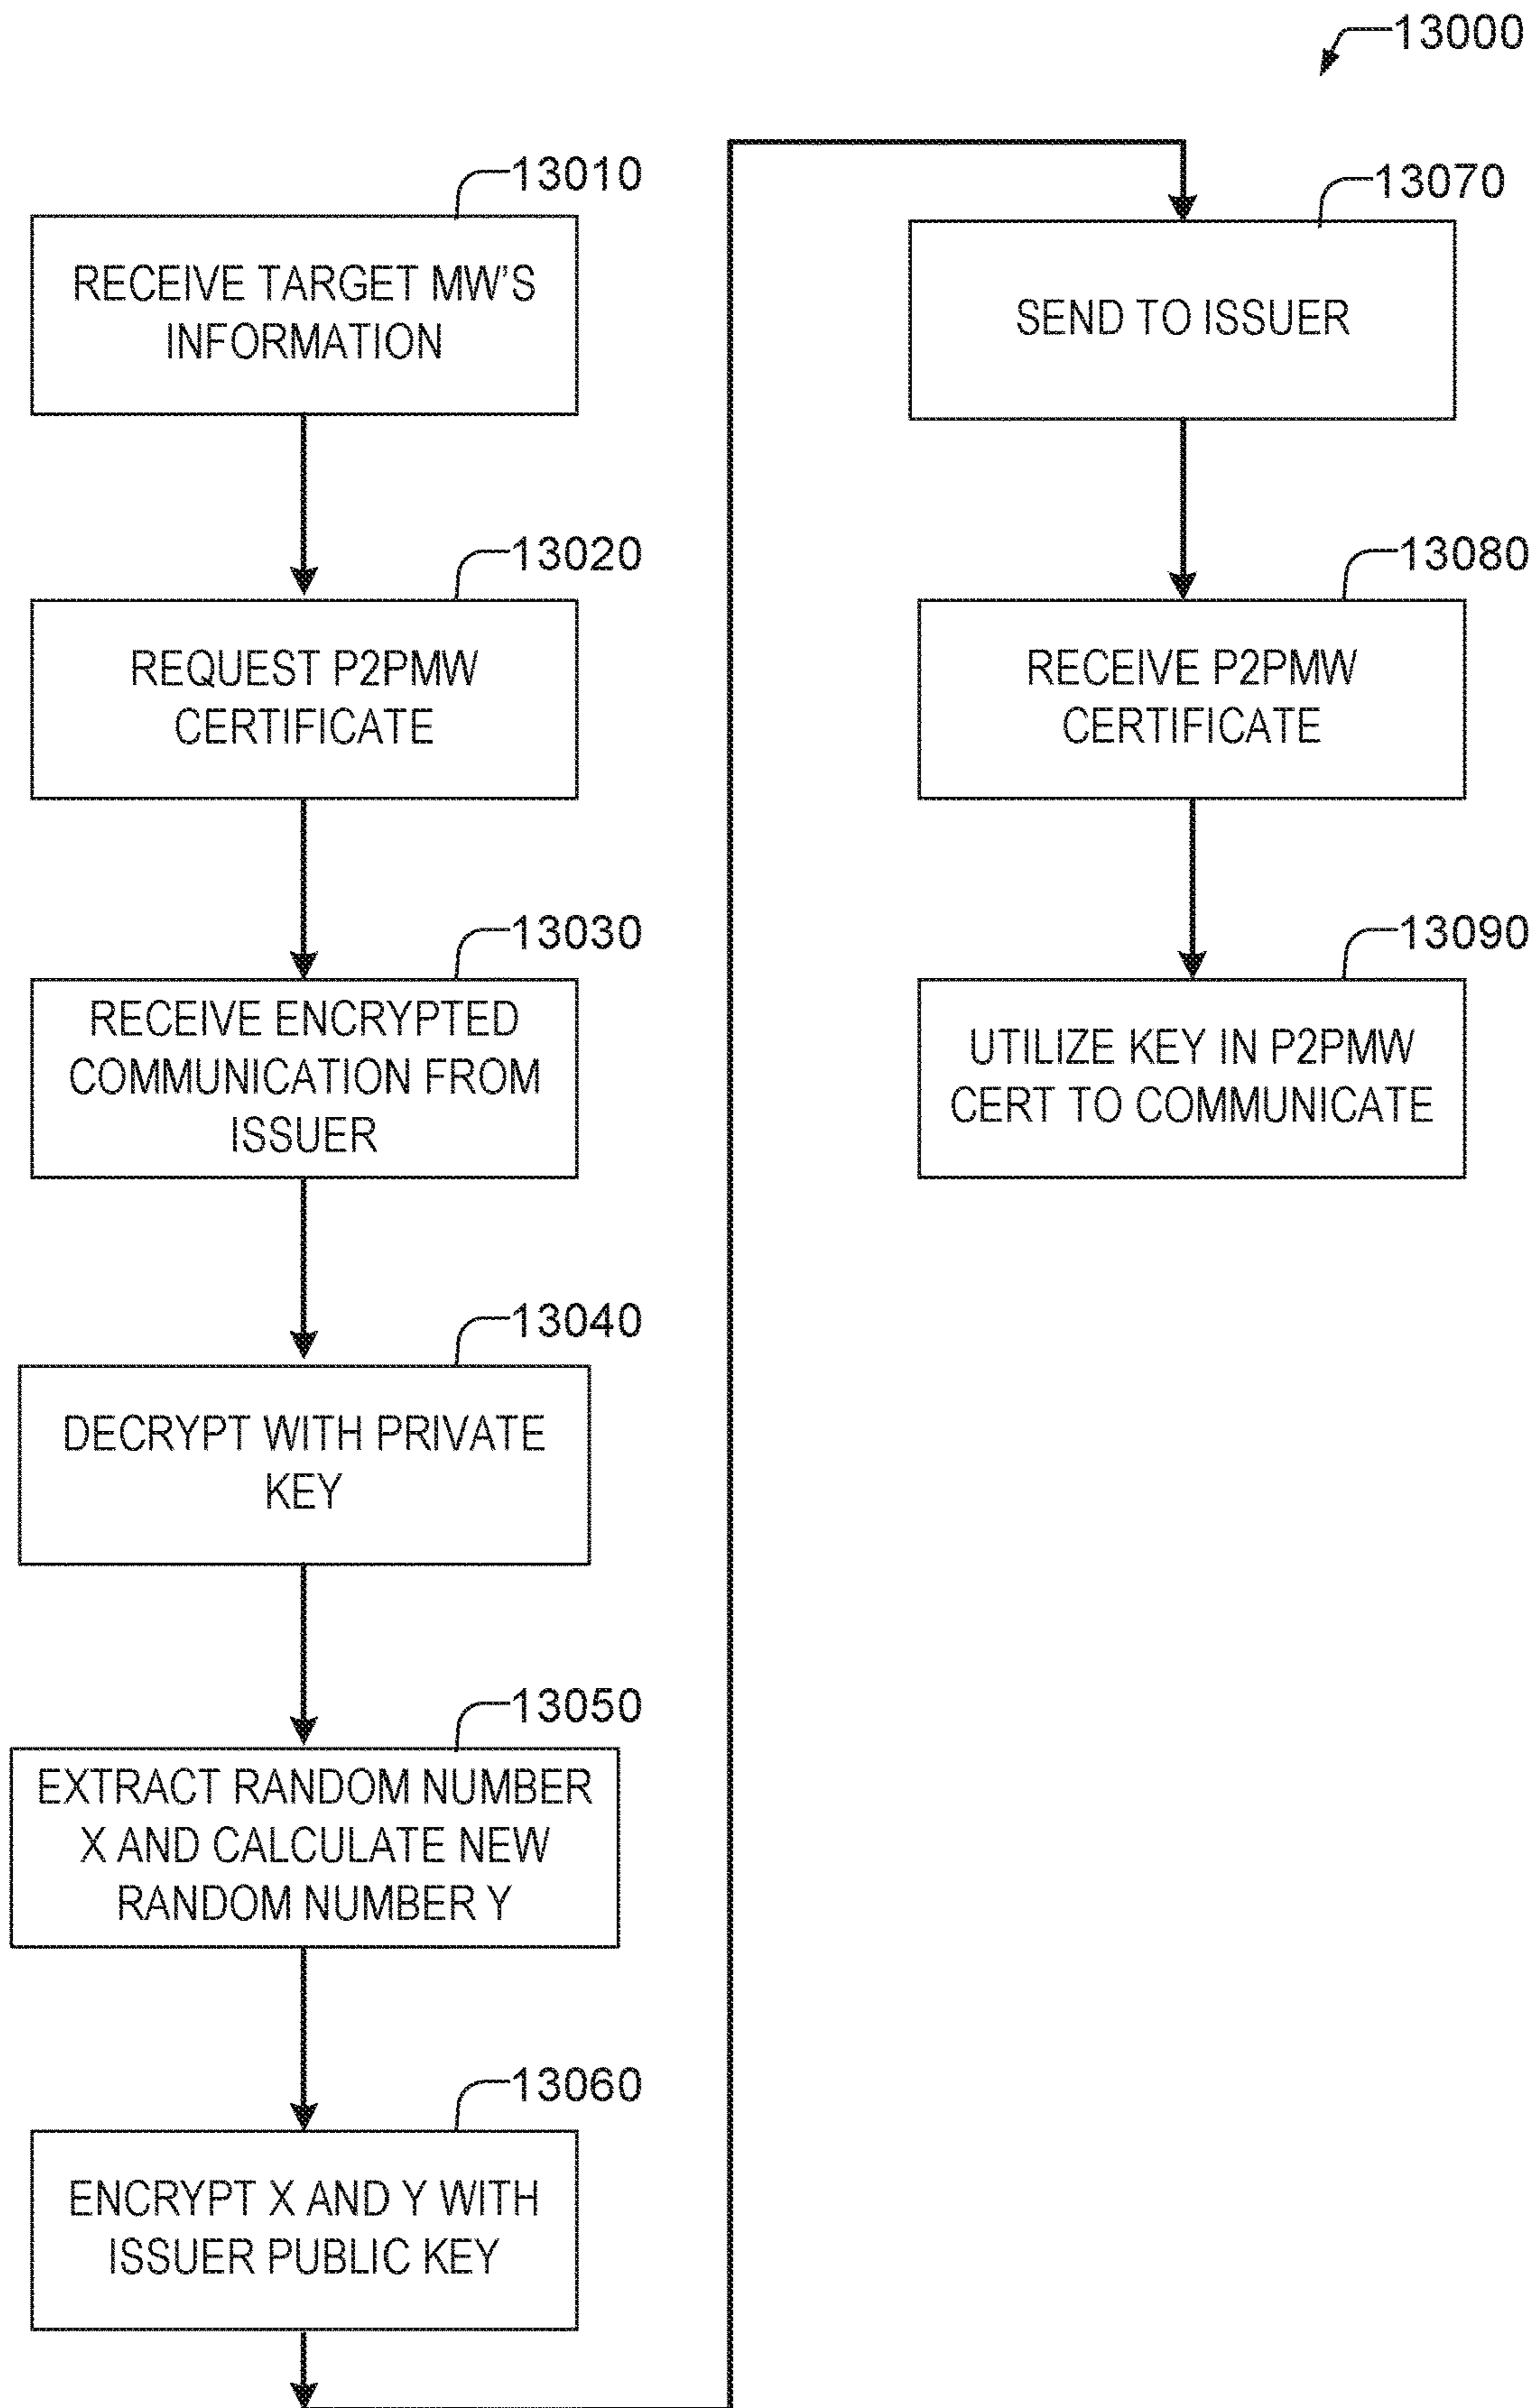 13000
13010
RECEIVE TARGET MW'S
INFORMATION
13020
REQUEST P2PMW
CERTIFICATE
13030
RECEIVE ENCRYPTED
COMMUNICATION FROM
ISSUER
13040
DECRYPT WITH PRIVATE
KEY
13050
EXTRACT RANDOM NUMBER
X AND CALCULATE NEW
RANDOM NUMBER Y
13060
ENCRYPT X AND Y WITH
ISSUER PUBLIC KEY
13070
SEND TO ISSUER
13080
RECEIVE P2PMW
CERTIFICATE
13090
UTILIZE KEY IN P2PMW
CERT TO COMMUNICATE